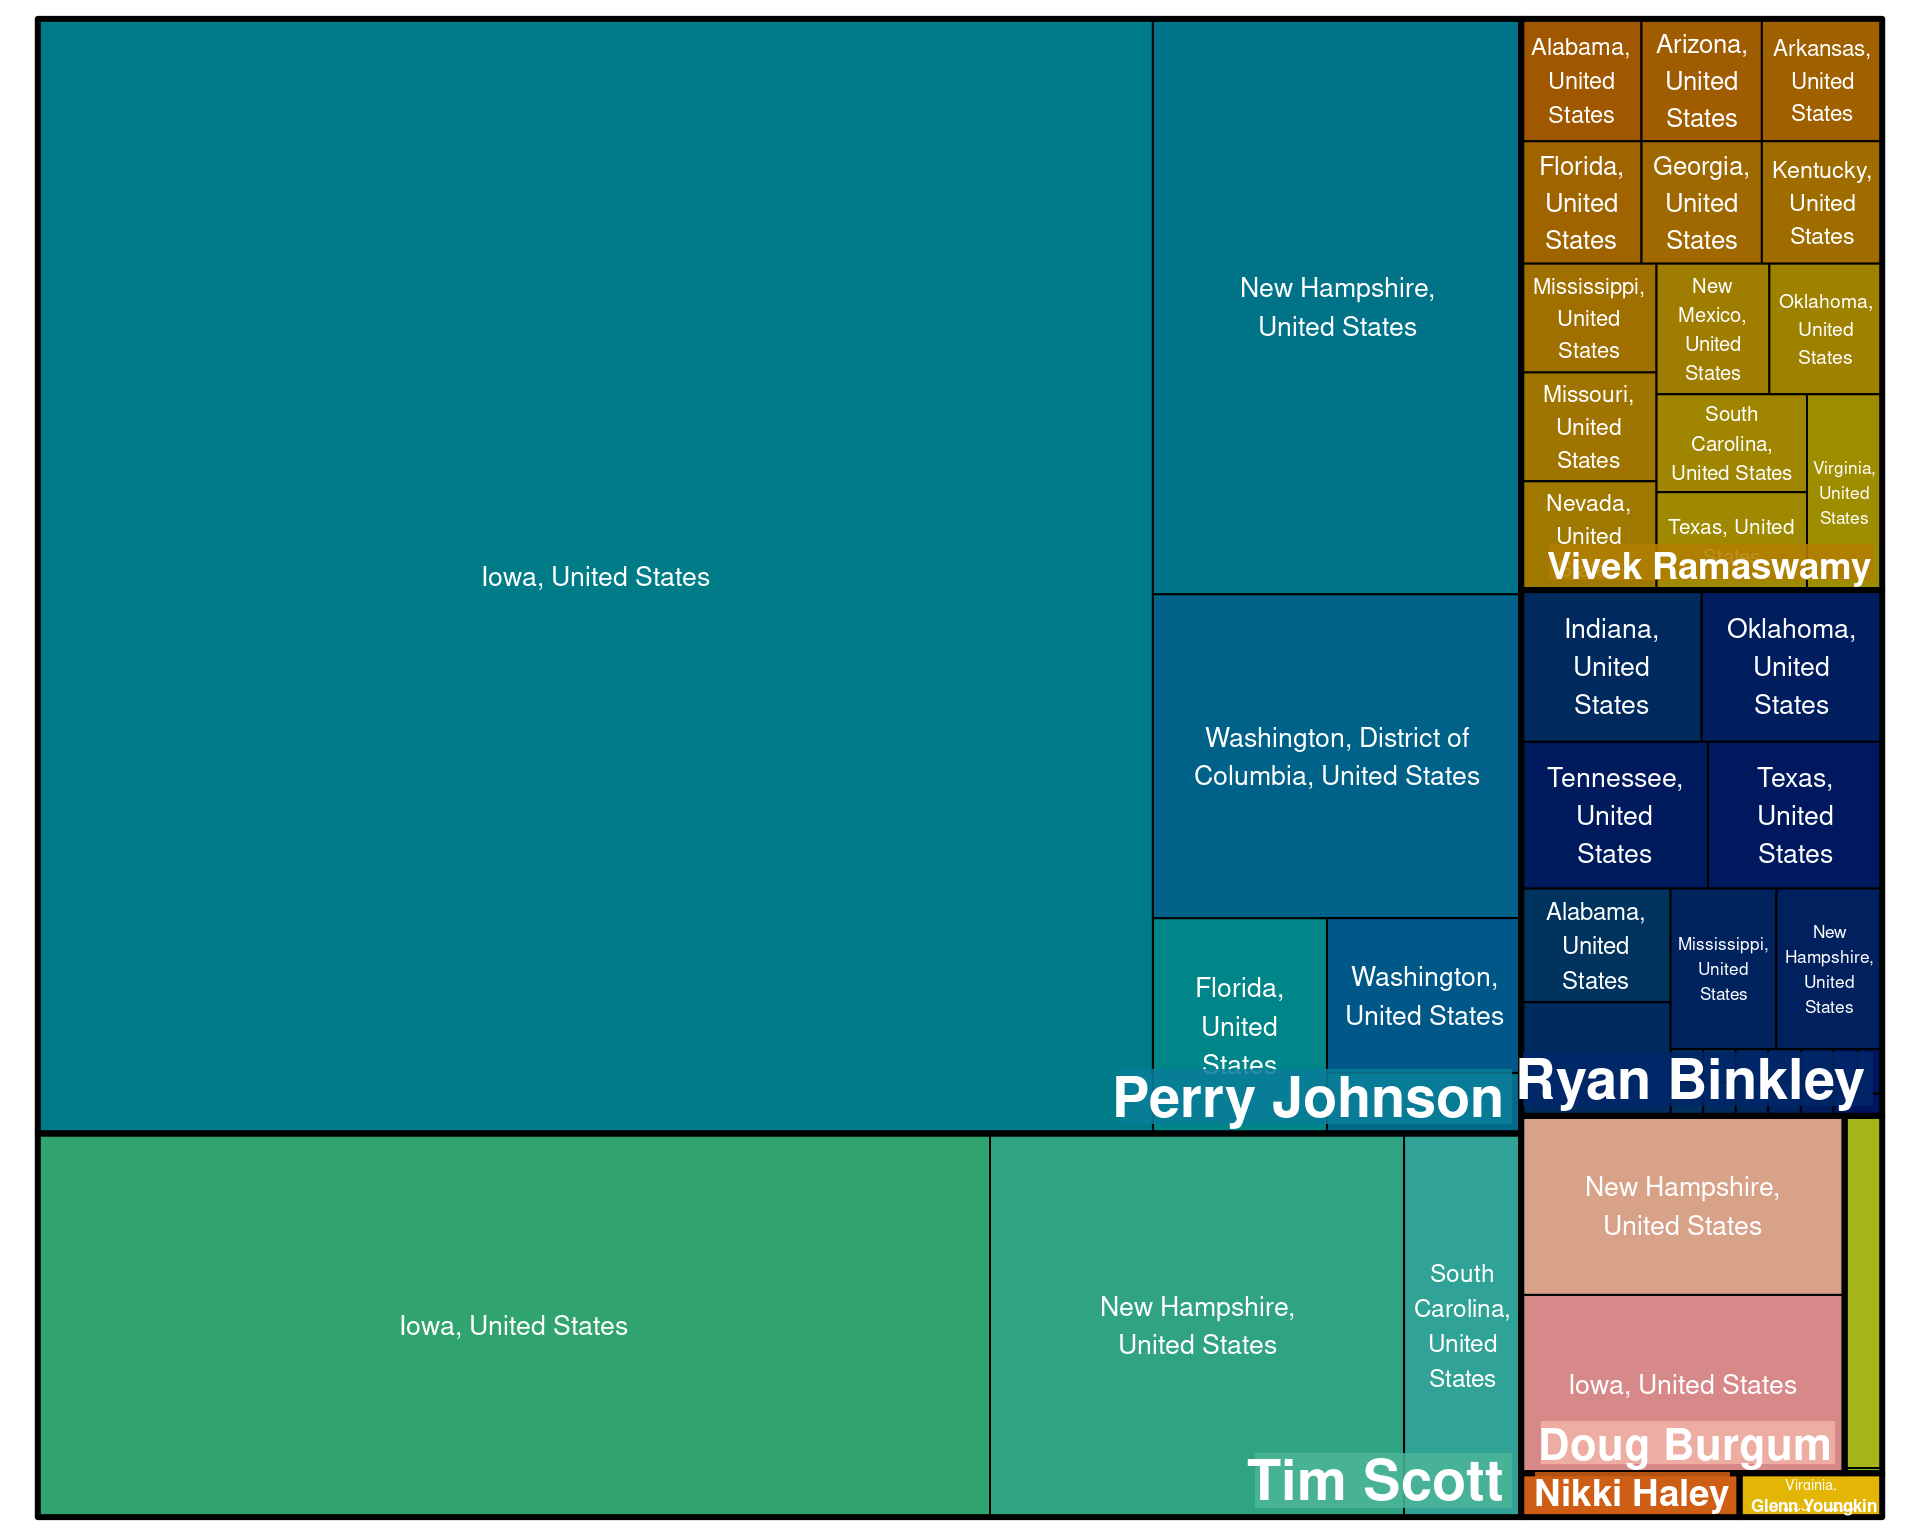 Iowa, United States
New Hampshire,
United States
Washington, District of
Columbia, United States
Florida,
United
States
Washington,
United States
Perry Johnson
Iowa, United States
New Hampshire,
United States
South
Carolina,
United
States
Tim Scott
Alabama,
United
States
Arizona,
United
States
Arkansas,
United
States
Florida,
United
States
Georgia,
United
States
Kentucky,
United
States
Mississippi,
United
States
New
Mexico,
United
States
Oklahoma,
United
States
Missouri,
United
States
South
Carolina,
United States
Virginia,
United
States
Nevada,
United
Texas, United
States
Vivek Ramaswamy
Indiana,
United
States
Oklahoma,
United
States
Tennessee,
United
States
Texas,
United
States
Alabama,
United
States
Mississippi,
United
States
New
Hampshire,
United
States
Ryan Binkley
New Hampshire,
United States
Iowa, United States
Doug Burgum
Nikki Haley
Virginia,
Glenn Youngkin